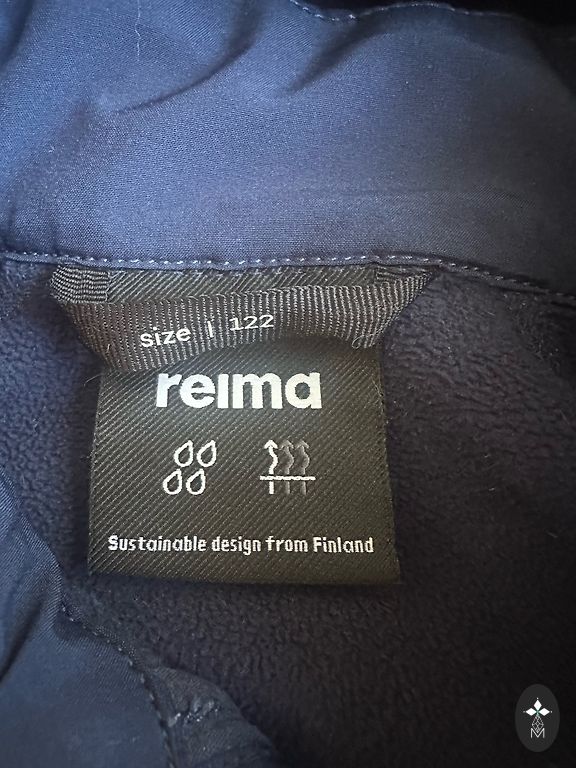 size | 122
reima
Sustainable design from Finland